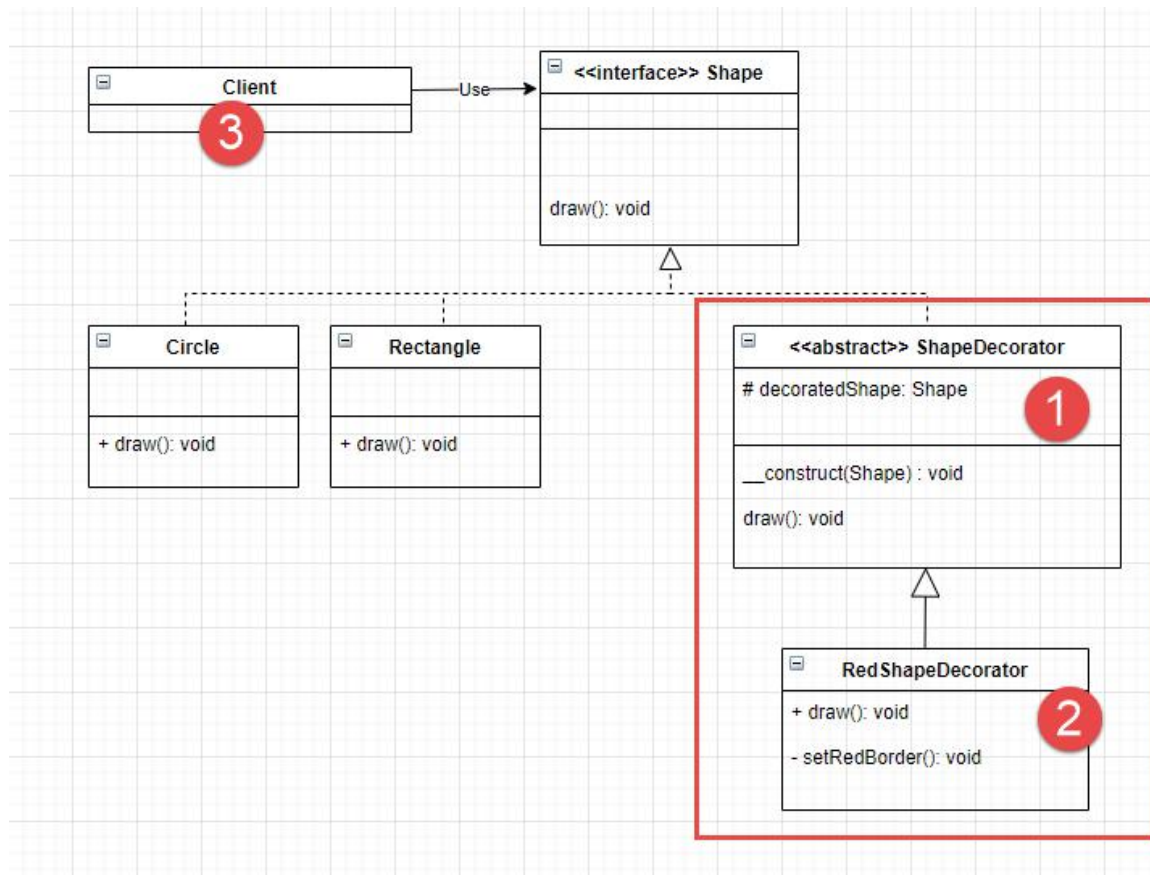 Client
3
Use
<<interface>> Shape
draw(): void
Circle
+ draw(): void
Rectangle
+ draw(): void
<<abstract>> ShapeDecorator
# decoratedShape: Shape
1
__construct(Shape) : void
draw(): void
RedShapeDecorator
+ draw(): void
2
- setRedBorder(): void